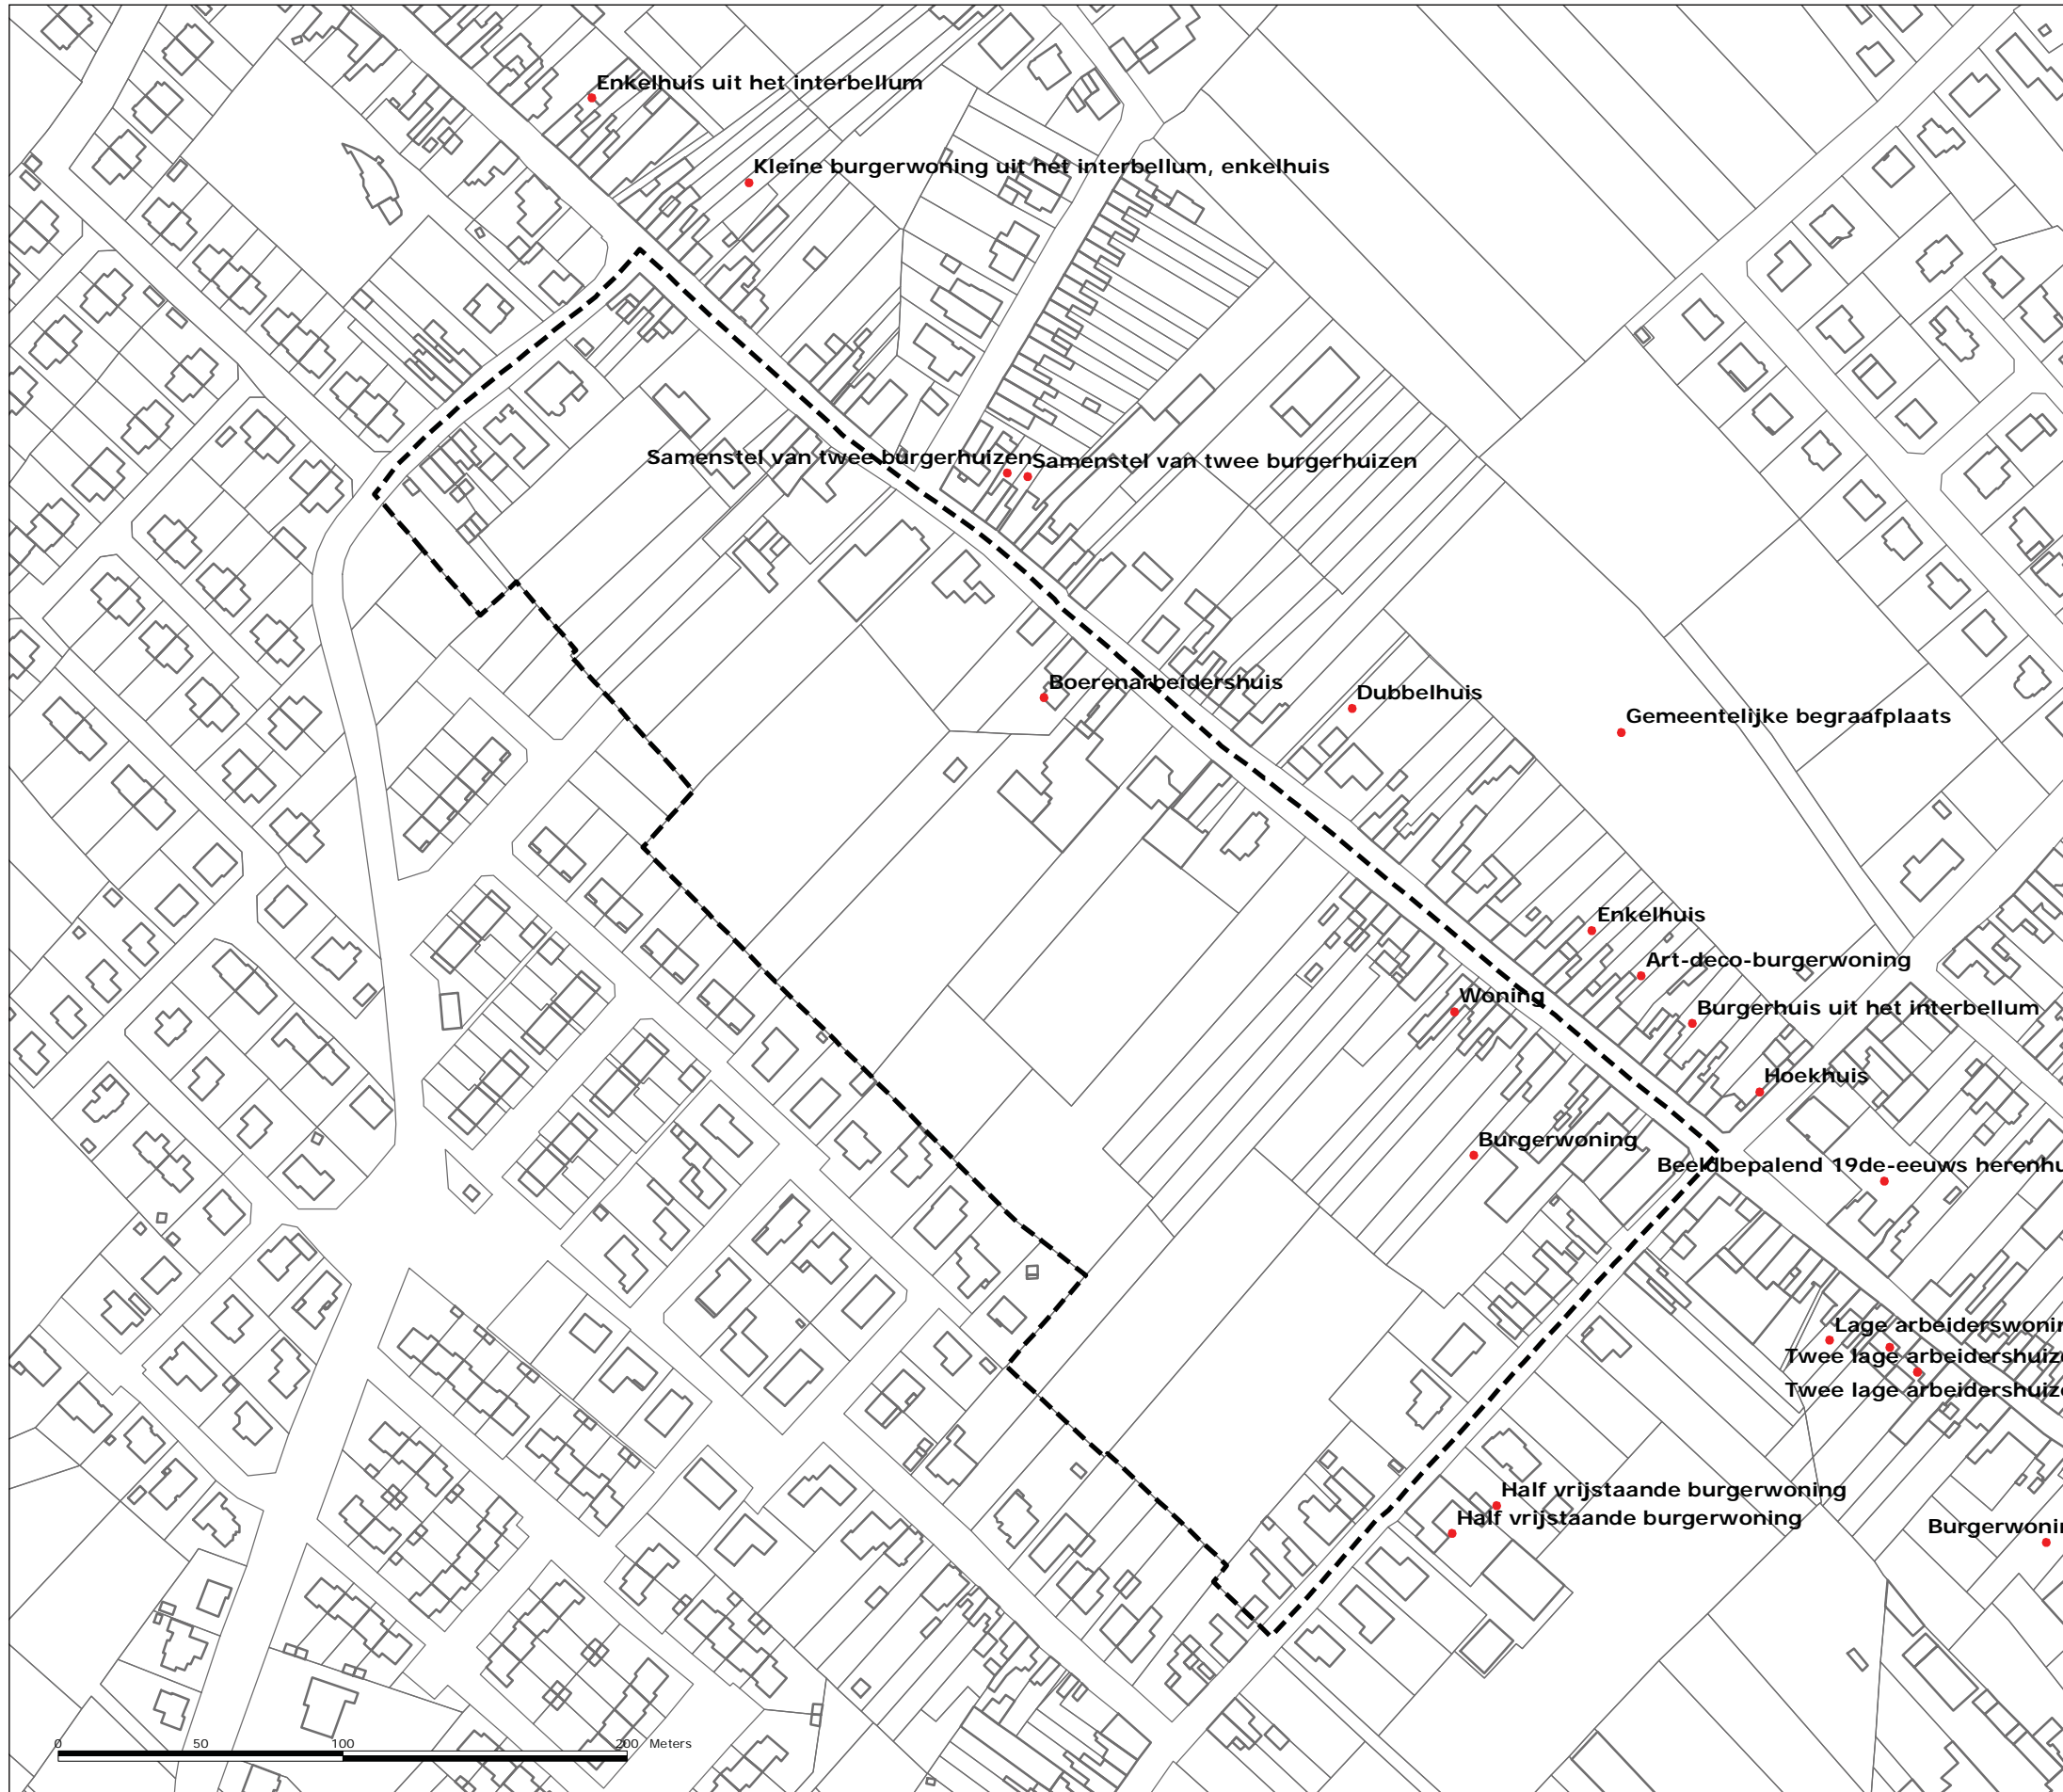 Enkelhuis uit het interbellum
Kleine burgerwoning uit het interbellum, enkelhuis
Samenstel van twee burgerhuizen
Samenstel van twee burgerhuizen
Boerenarbeidershuis
Dubbelhuis
Gemeentelijke begraafplaats
Enkelhuis
Art-deco-burgerwoning
Woning
Burgerhuis uit het interbellum
Hoekhuis
Burgerwoning
Beeldbepalend 19de-eeuws herenhu
Lage arbeiderswonin
Twee lage arbeidershuize
Twee lage arbeidershuize
Half vrijstaande burgerwoning
Half vrijstaande burgerwoning
Burgerwonin
0 50 100 200 Meters